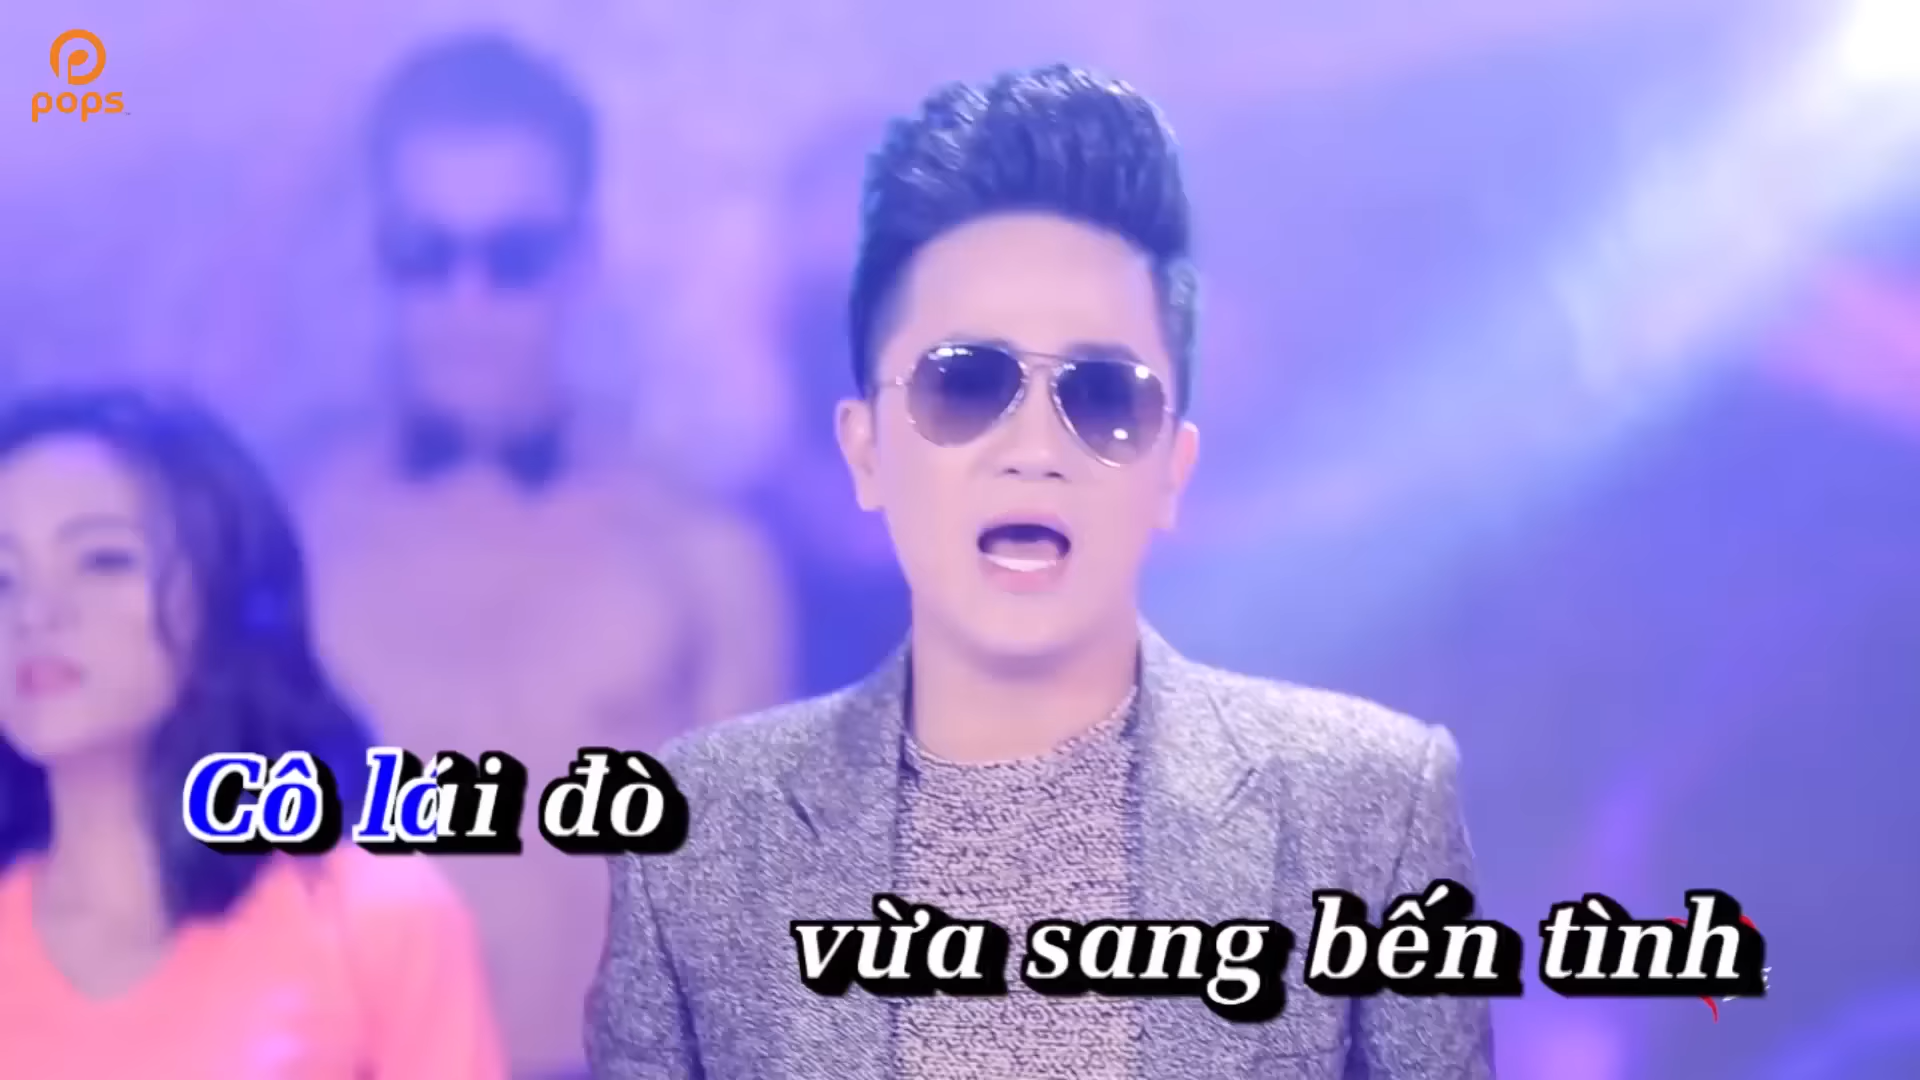 pops
Cô lái đò
vừa sang bến tình